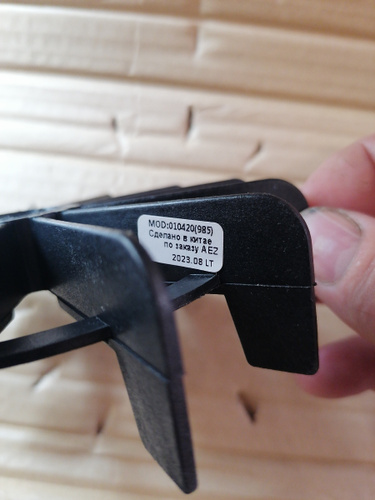 MOD:010420(985)
Сделано в китае
по заказу AEZ
2023.08 LT